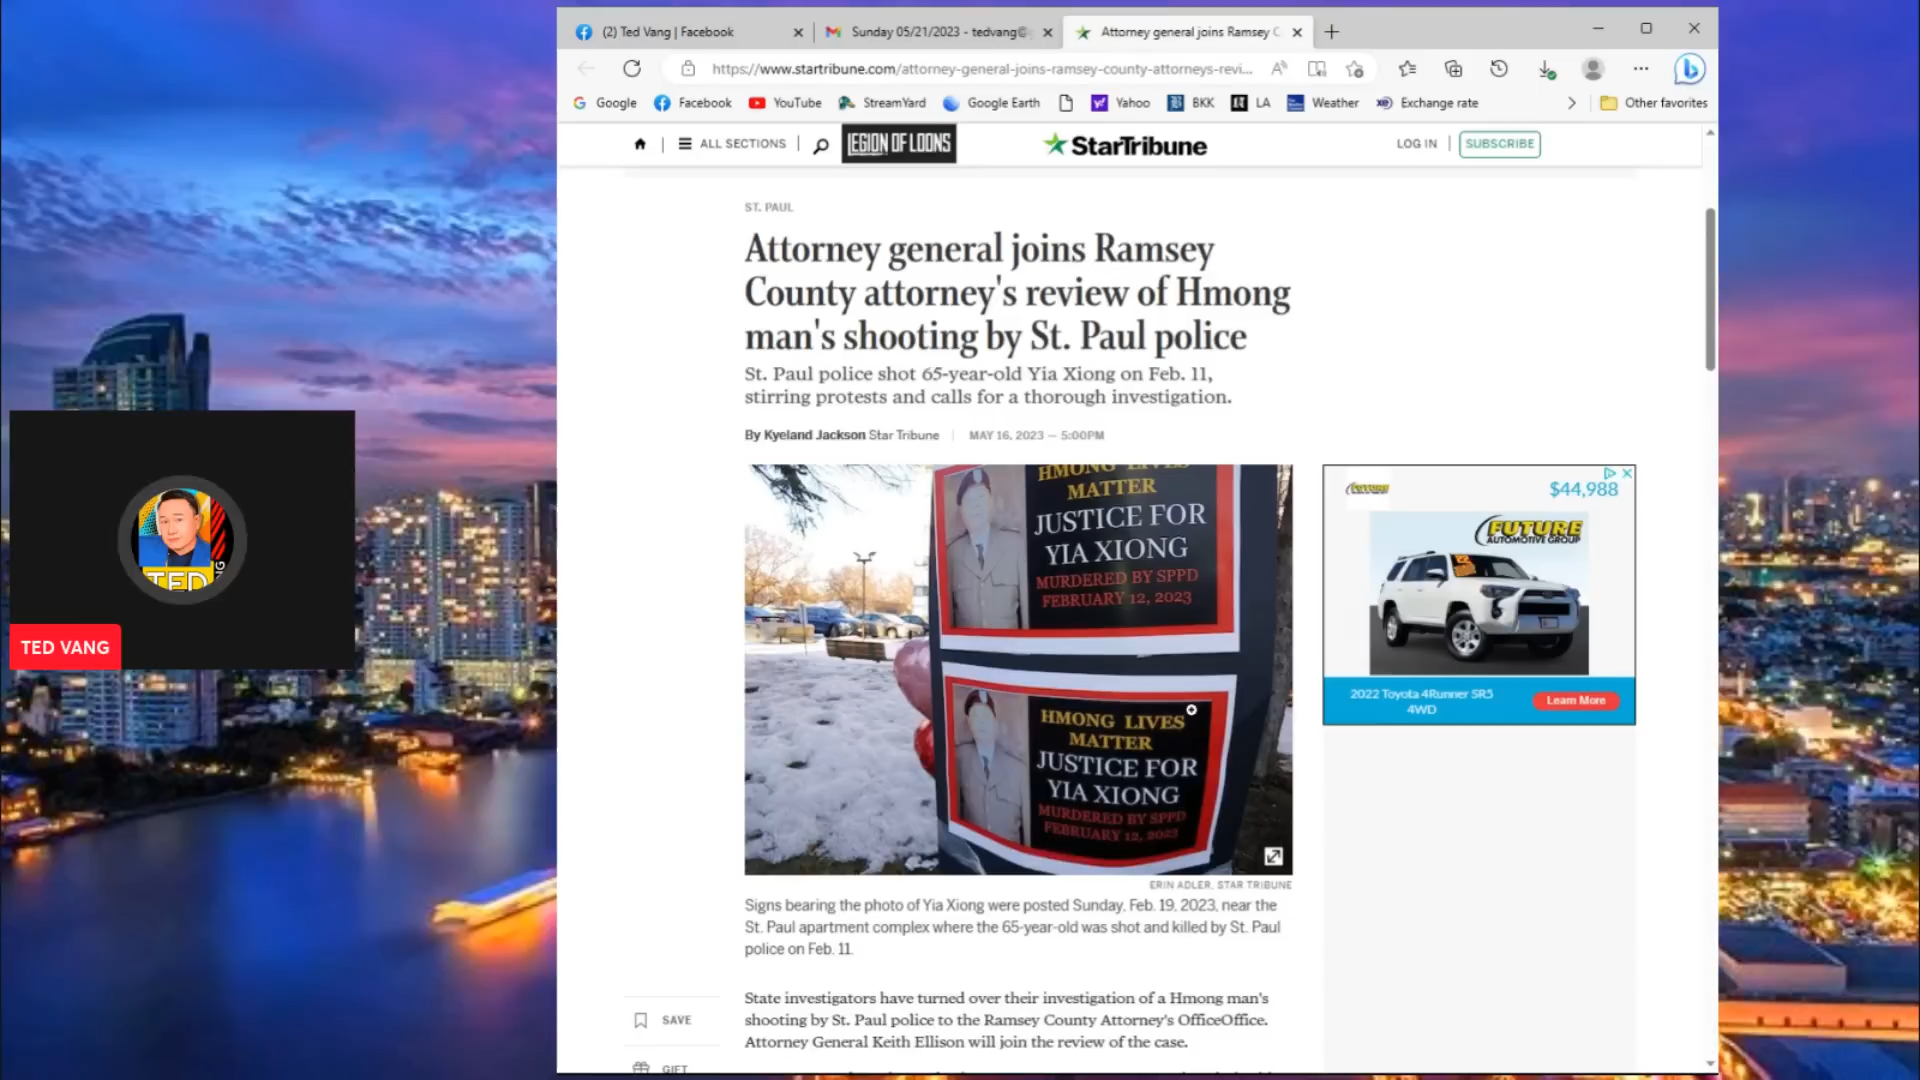 (2) Ted Vang | Facebook
Sunday 05/21/2023 - tedvang@
Attorney general joins Ramsey C
https://www.startribune.com/attorney-general-joins-ramsey-county-attorneys-revi...
Google
Facebook
YouTube
StreamYard
Google Earth
Yahoo
BKK
LA
Weather
Exchange rate
Other favorites
ALL SECTIONS
LEGION OF LOONS
StarTribune
LOG IN
SUBSCRIBE
ST. PAUL
Attorney general joins Ramsey
County attorney's review of Hmong
man's shooting by St. Paul police
St. Paul police shot 65-year-old Yia Xiong on Feb. 11,
stirring protests and calls for a thorough investigation.
By Kyeland Jackson Star Tribune
MAY 16, 2023 — 5:00PM
HMONG LIVES
MATTER
JUSTICE FOR
YIA XIONG
MURDERED BY SPPD
FEBRUARY 12, 2023
HMONG LIVES
MATTER
JUSTICE FOR
YIA XIONG
MURDERED BY SPPD
FEBRUARY 12, 2023
ERIN ADLER, STAR TRIBUNE
Signs bearing the photo of Yia Xiong were posted Sunday, Feb. 19, 2023, near the
St. Paul apartment complex where the 65-year-old was shot and killed by St. Paul
police on Feb. 11.
SAVE
GIFT
State investigators have turned over their investigation of a Hmong man's
shooting by St. Paul police to the Ramsey County Attorney's OfficeOffice.
Attorney General Keith Ellison will join the review of the case.
FUTURE
$44,988
FUTURE
AUTOMOTIVE GROUP
2022 Toyota 4Runner SR5
4WD
Learn More
TED
TED VANG